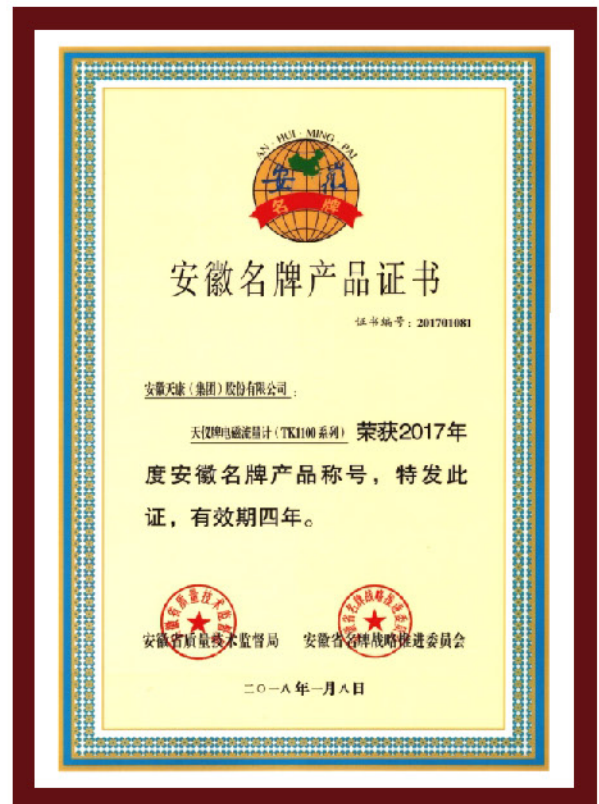 AN·HUI·MING·PAI
安徽
名牌
安徽名牌产品证书
证书编号：201701081
安徽天康（集团）股份有限公司：
天仪牌电磁流量计（TK1100系列）荣获2017年
度安徽名牌产品称号，特发此
证，有效期四年。
安徽省质量技术监督局 安徽省名牌战略推进委员会
二○一八年一月八日